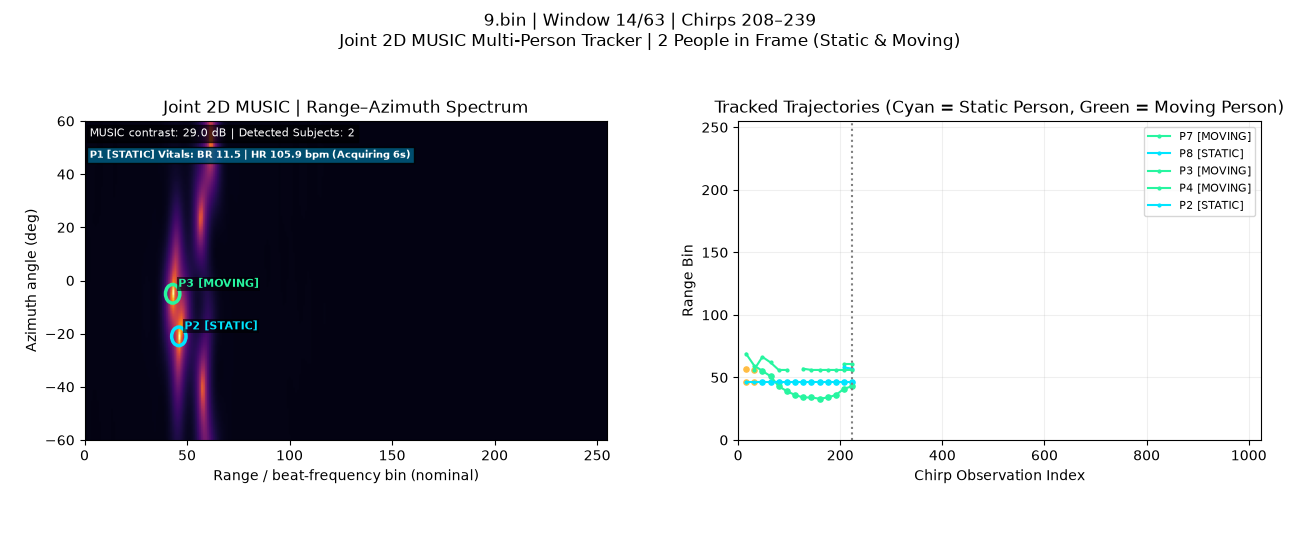 9.bin | Window 14/63 | Chirps 208–239
Joint 2D MUSIC Multi-Person Tracker | 2 People in Frame (Static & Moving)
Joint 2D MUSIC | Range–Azimuth Spectrum
MUSIC contrast: 29.0 dB | Detected Subjects: 2
P1 [STATIC] Vitals: BR 11.5 | HR 105.9 bpm (Acquiring 6s)
P3 [MOVING]
P2 [STATIC]
60
40
20
0
−20
−40
−60
Azimuth angle (deg)
0 50 100 150 200 250
Range / beat-frequency bin (nominal)
Tracked Trajectories (Cyan = Static Person, Green = Moving Person)
P7 [MOVING]
P8 [STATIC]
P3 [MOVING]
P4 [MOVING]
P2 [STATIC]
250
200
150
100
50
0
Range Bin
0 200 400 600 800 1000
Chirp Observation Index